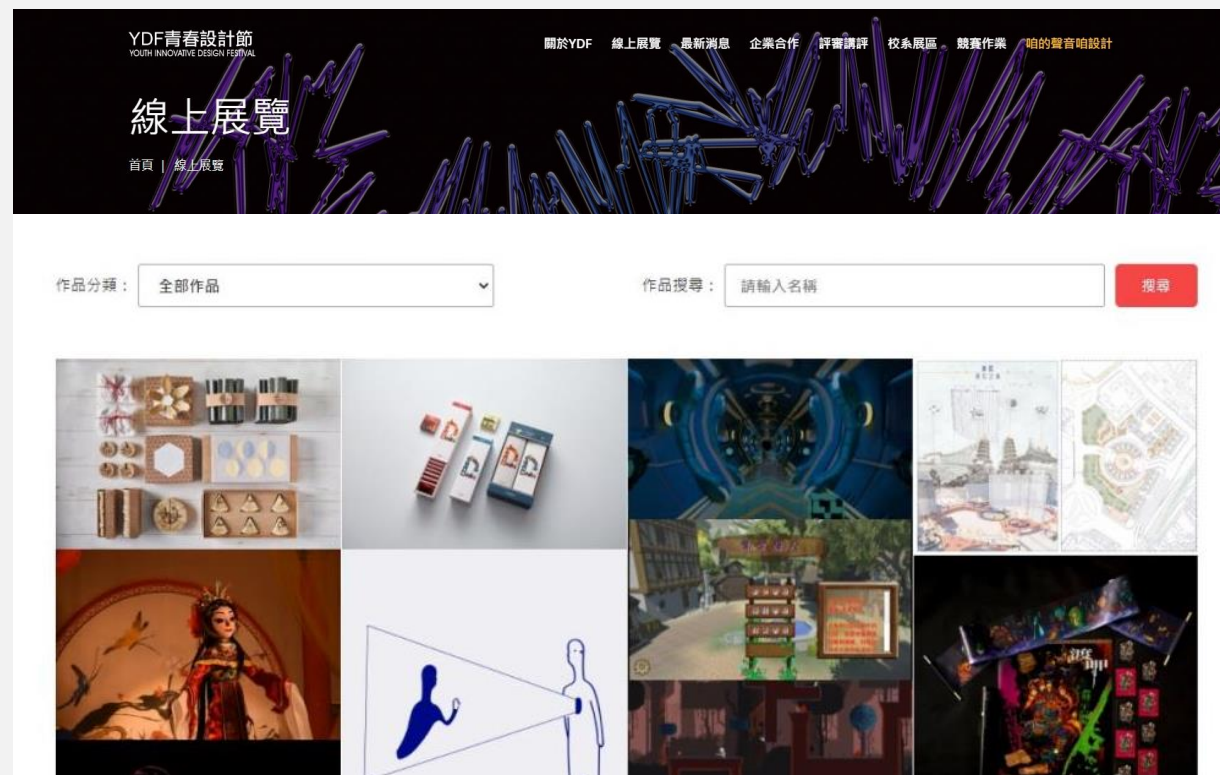 YDF青春設計節
YOUTH INNOVATIVE DESIGN FESTIVAL
關於YDF 線上展覽 最新消息 企業合作 評審講評 校系展區 競賽作業 咱的聲音咱設計
線上展覽
首頁 | 線上展覽
作品分類： 全部作品
作品搜尋： 請輸入名稱 搜尋